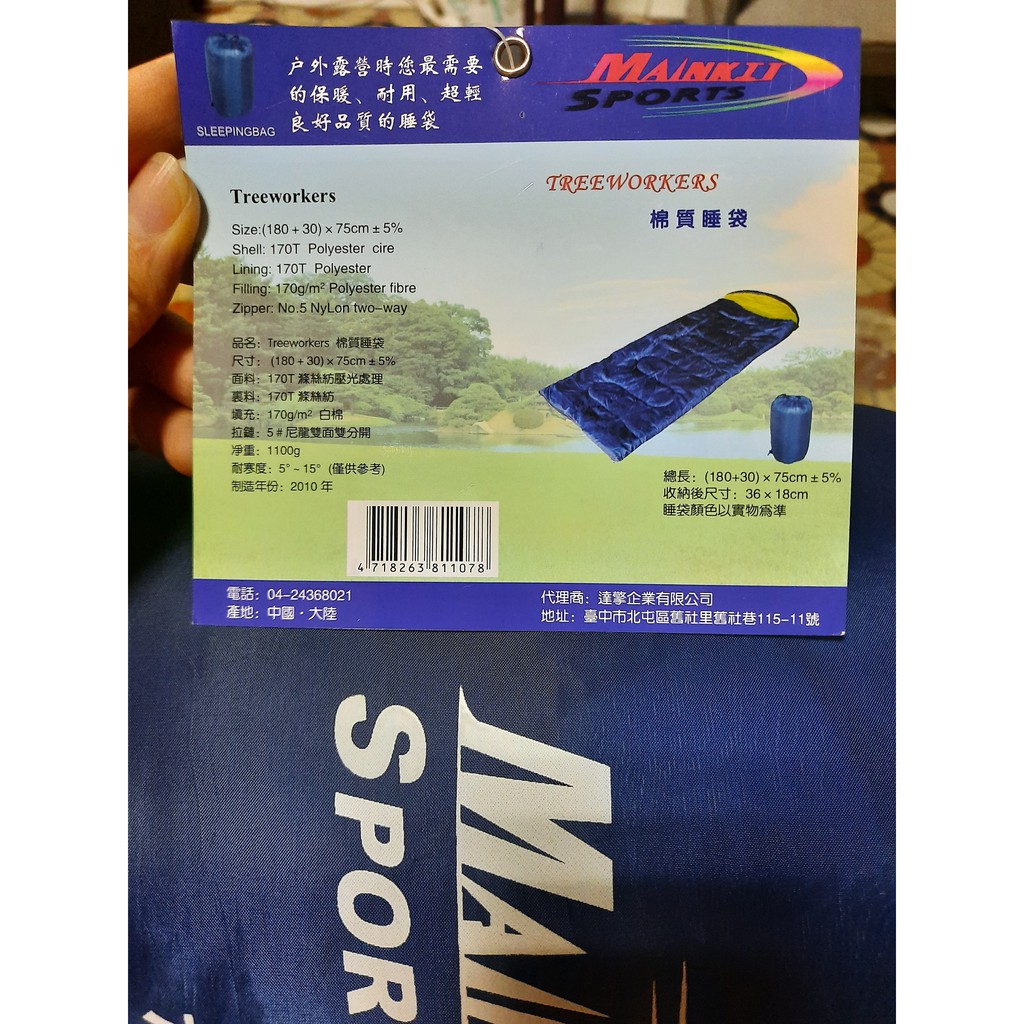 户外露營時您最需要
的保暖、耐用、超輕
良好品質的睡袋
SLEEPINGBAG
MAINKIT
SPORTS
Treeworkers
Size:(180+30)×75cm±5%
Shell: 170T Polyester cire
Lining: 170T Polyester
Filling: 170g/m² Polyester fibre
Zipper: No.5 NyLon two-way
品名: Treeworkers 棉質睡袋
尺寸: (180+30)×75cm±5%
面料: 170T 滌絲紡壓光處理
裏料: 170T 滌絲紡
填充: 170g/m² 白棉
拉鏈: 5#尼龍雙面雙分開
淨重: 1100g
耐寒度: 5°~15° (僅供參考)
制造年份: 2010 年
4 718263 811078
TREEWORKERS
棉質睡袋
總長: (180+30)×75cm±5%
收納後尺寸: 36×18cm
睡袋顏色以實物爲準
電話: 04-24368021
產地: 中國·大陸
代理商: 達擎企業有限公司
地址: 臺中市北屯區舊社里舊社巷115-11號
MAI
SPOR